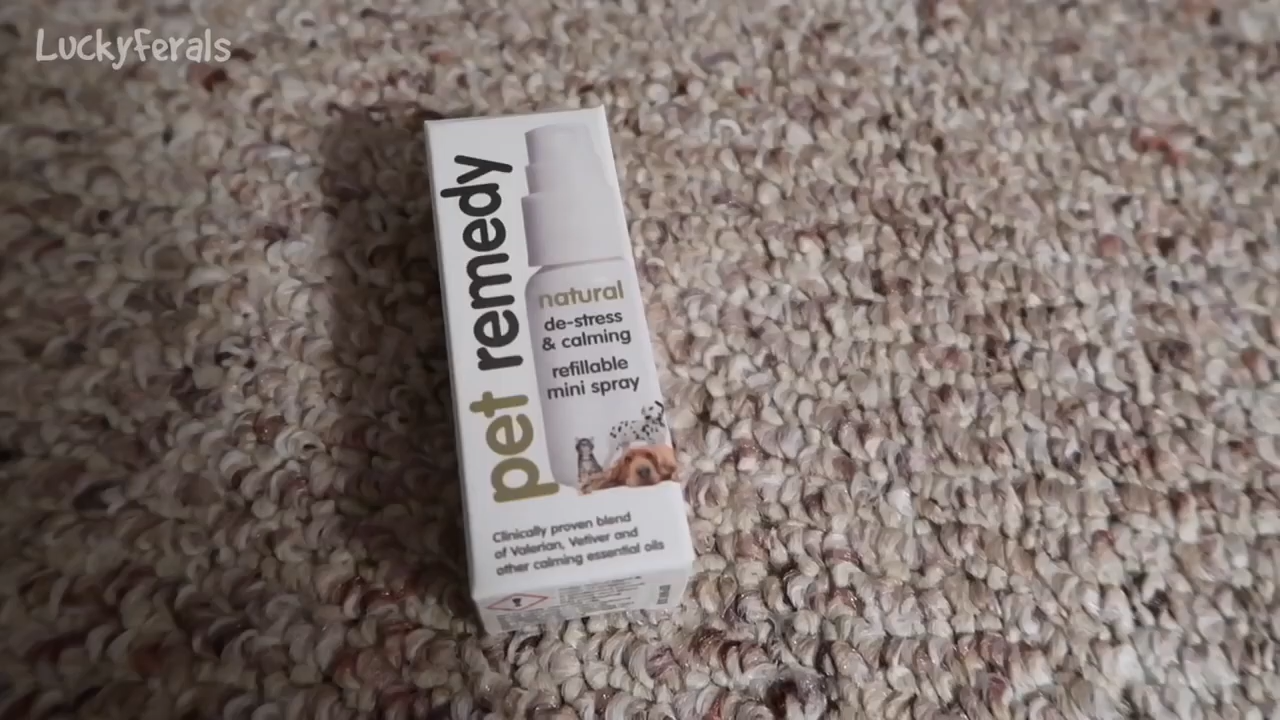 Luckyferals
pet remedy
natural
de-stress
& calming
refillable
mini spray
Clinically proven blend
of Valerian, Vetiver and
other calming essential oils